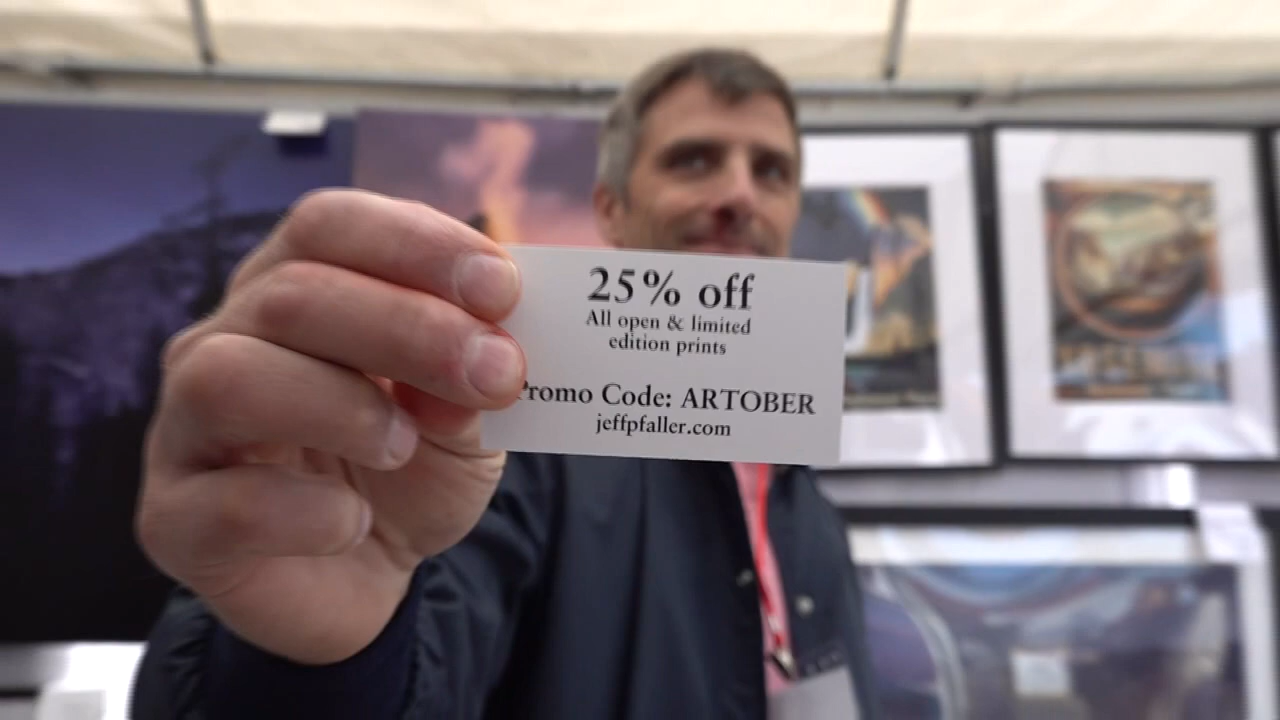 25% off
All open & limited
edition prints
Promo Code: ARTOBER
jeffpfaller.com